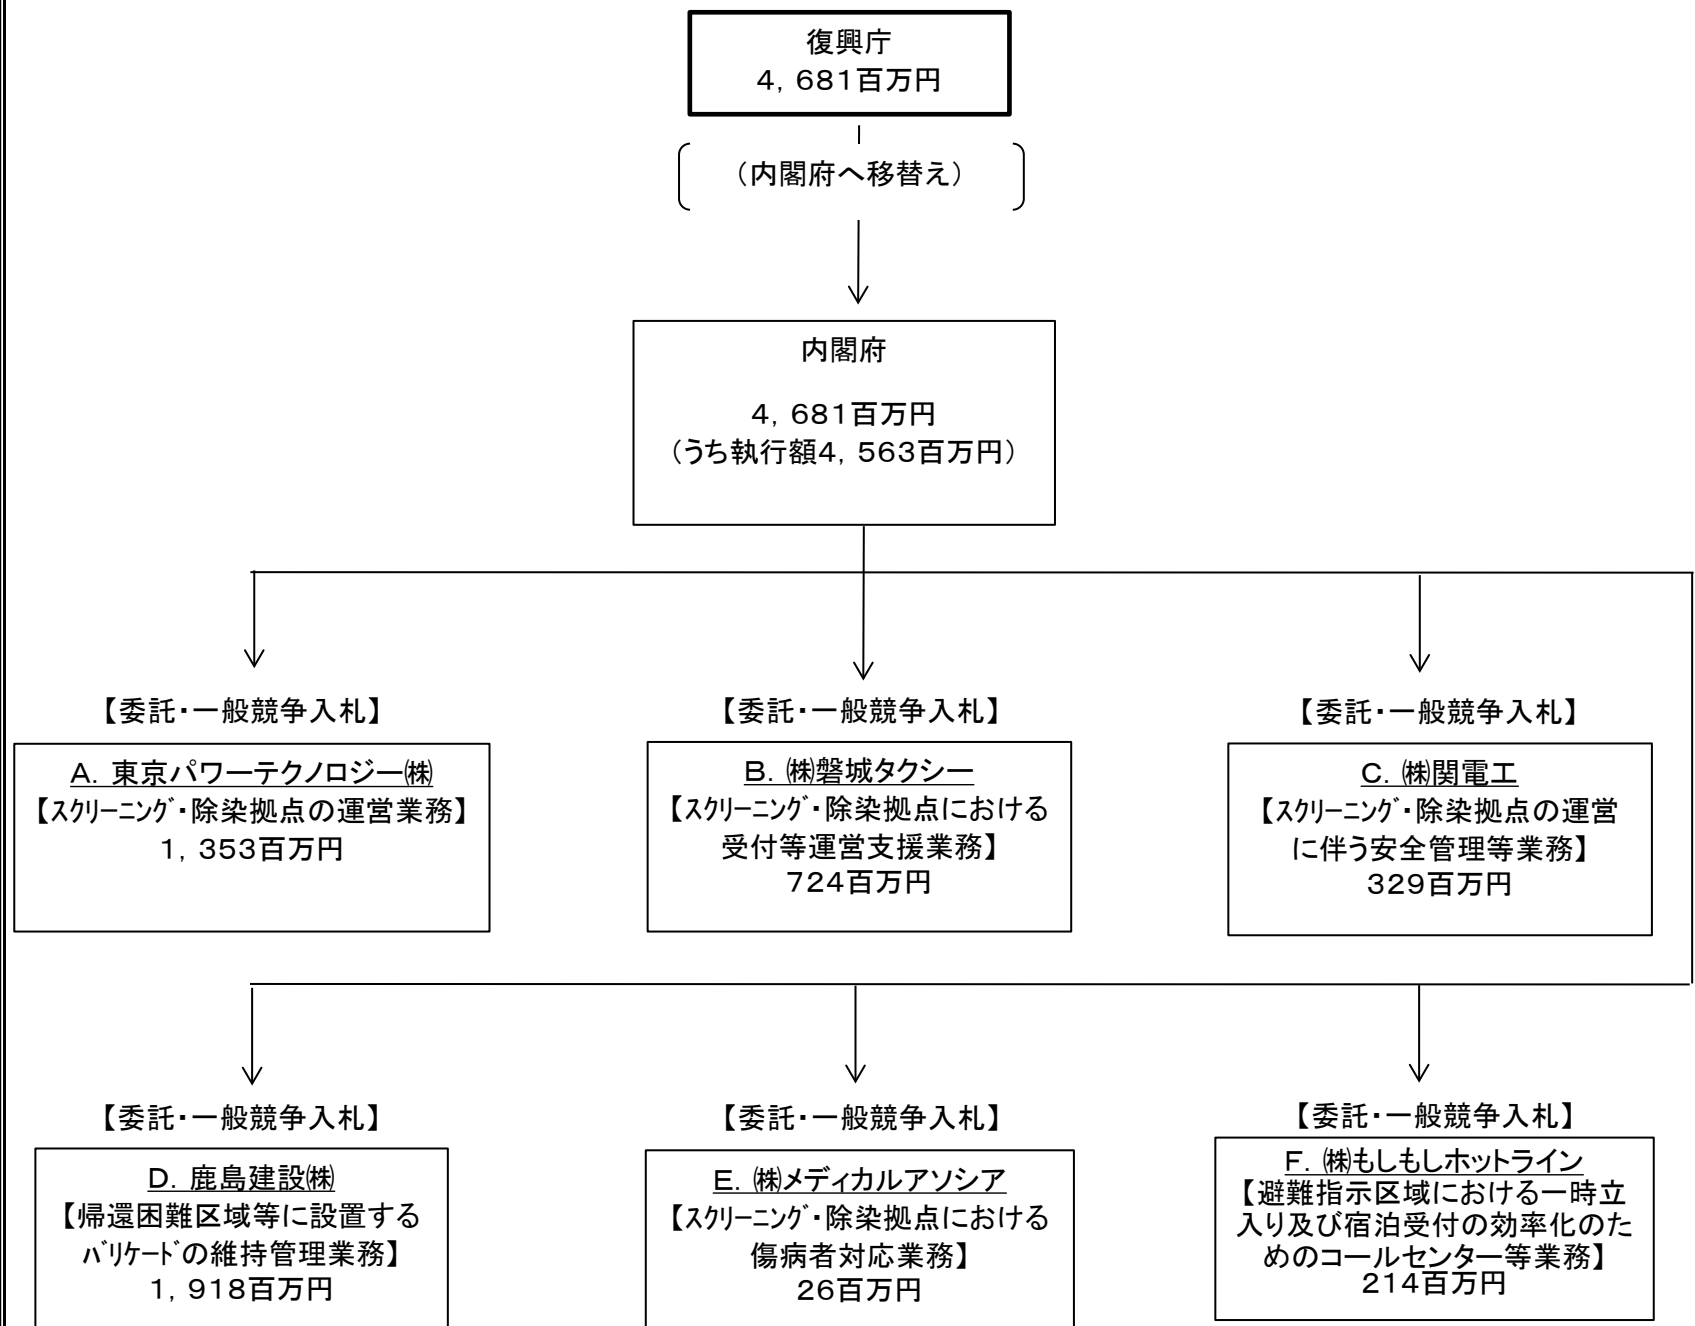 復興庁
4，681百万円
（内閣府へ移替え）
内閣府
4，681百万円
（うち執行額4，563百万円）
【委託・一般競争入札】
【委託・一般競争入札】
【委託・一般競争入札】
A．東京パワーテクノロジー㈱
【ｽｸﾘｰﾆﾝｸﾞ・除染拠点の運営業務】
1，353百万円
B．㈱磐城タクシー
【ｽｸﾘｰﾆﾝｸﾞ・除染拠点における
受付等運営支援業務】
724百万円
C．㈱関電工
【ｽｸﾘｰﾆﾝｸﾞ・除染拠点の運営
に伴う安全管理等業務】
329百万円
【委託・一般競争入札】
【委託・一般競争入札】
【委託・一般競争入札】
D．鹿島建設㈱
【帰還困難区域等に設置する
ﾊﾞﾘｹｰﾄﾞの維持管理業務】
1，918百万円
E．㈱メディカルアソシア
【ｽｸﾘｰﾆﾝｸﾞ・除染拠点における
傷病者対応業務】
26百万円
F．㈱もしもしホットライン
【避難指示区域における一時立
入り及び宿泊受付の効率化のた
めのコールセンター等業務】
214百万円